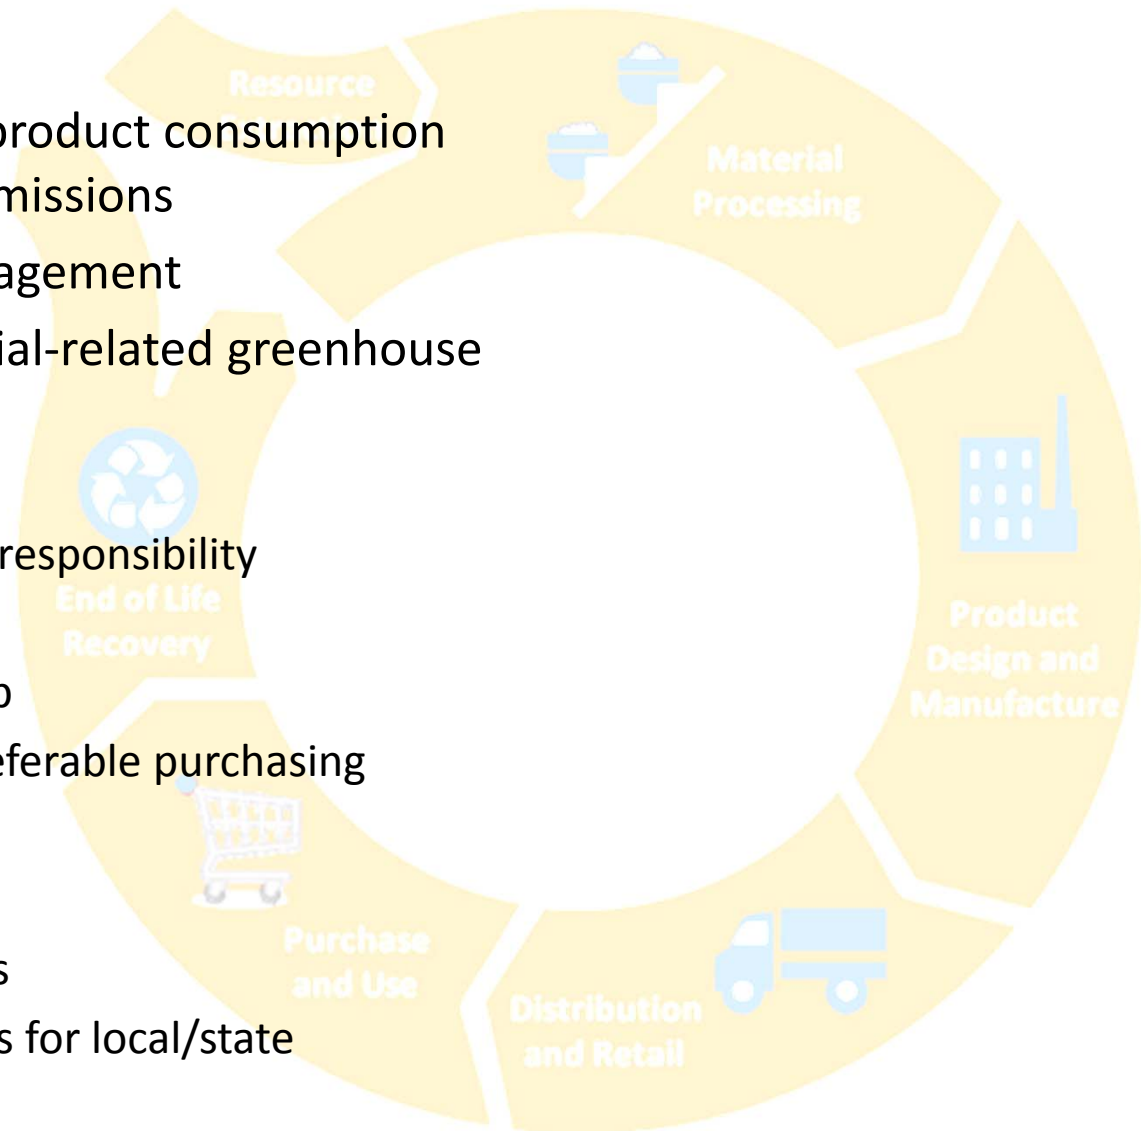 Resource
product consumption
missions
Material
Processing
agement
ial-related greenhouse
responsibility
End of Life
Recovery
Product
Design and
Manufacture
eferable purchasing
Purchase
and Use
s
s for local/state
Distribution
and Retail